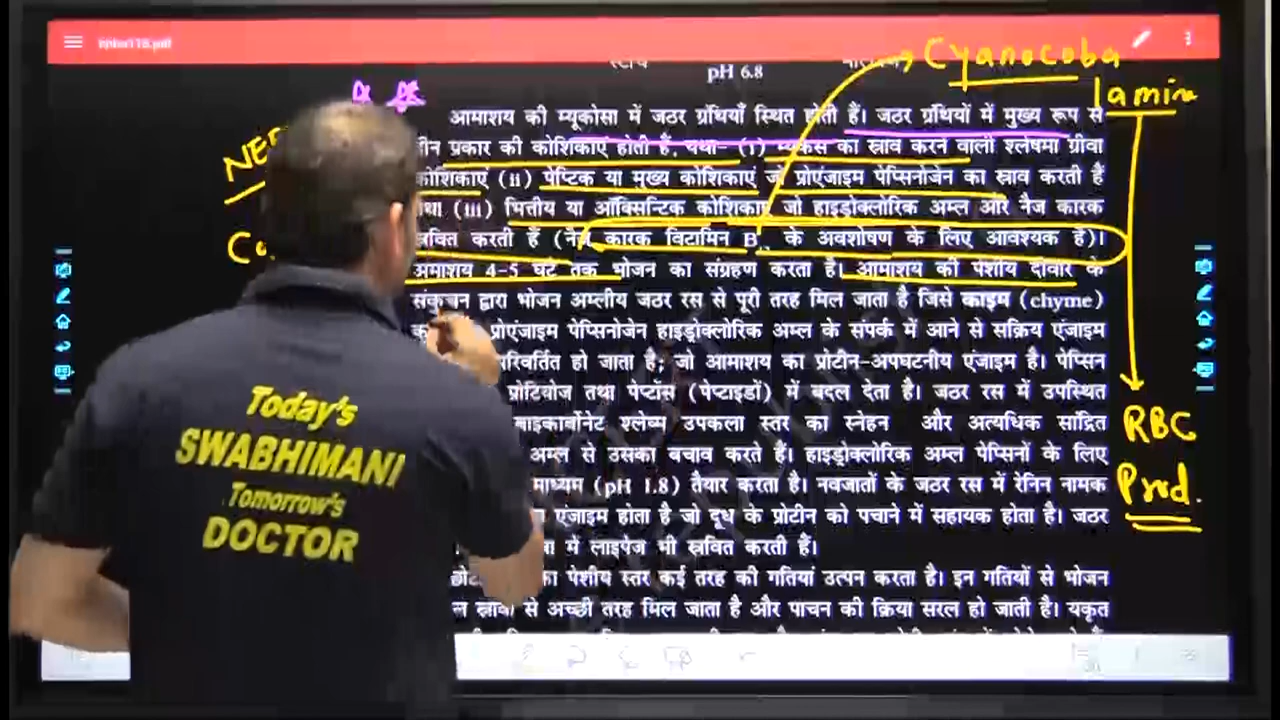 pH 6.8
Cyanocoba
lamin
आमाशय की म्यूकोसा में जठर ग्रंथियाँ स्थित होती हैं। जठर ग्रंथियों में मुख्य रूप से
प्रकार की कोशिकाएं होती हैं, यथा- (i) म्यूकस का स्राव करने वाली श्लेषमा ग्रीवा
कोशिकाएं (ii) पेप्टिक या मुख्य कोशिकाएं जो प्रोएंजाइम पेप्सिनोजेन का स्राव करती हैं
तथा (iii) भित्तीय या ऑक्सिन्टिक कोशिकाएं जो हाइड्रोक्लोरिक अम्ल और नैज कारक
स्रवित करती हैं (नैज कारक विटामिन B के अवशोषण के लिए आवश्यक है)।
आमाशय 4-5 घंटे तक भोजन का संग्रहण करता है। आमाशय की पेशीय दीवार के
संकुचन द्वारा भोजन अम्लीय जठर रस से पूरी तरह मिल जाता है जिसे काइम (chyme)
प्रोएंजाइम पेप्सिनोजेन हाइड्रोक्लोरिक अम्ल के संपर्क में आने से सक्रिय एंजाइम
परिवर्तित हो जाता है; जो आमाशय का प्रोटीन-अपघटनीय एंजाइम है। पेप्सिन
प्रोटियोज तथा पेप्टोंस (पेप्टाइडों) में बदल देता है। जठर रस में उपस्थित
बाइकार्बोनेट श्लेष्म उपकला स्तर का स्नेहन और अत्यधिक सांद्रित
अम्ल से उसका बचाव करते हैं। हाइड्रोक्लोरिक अम्ल पेप्सिनों के लिए
माध्यम (pH 1.8) तैयार करता है। नवजातों के जठर रस में रेनिन नामक
एंजाइम होता है जो दूध के प्रोटीन को पचाने में सहायक होता है। जठर
में लाइपेज भी स्रवित करती हैं।
का पेशीय स्तर कई तरह की गतियां उत्पन करता है। इन गतियों से भोजन
से अच्छी तरह मिल जाता है और पाचन की क्रिया सरल हो जाती है। यकृत
RBC
Prod.
Today's
SWABHIMANI
Tomorrow's
DOCTOR